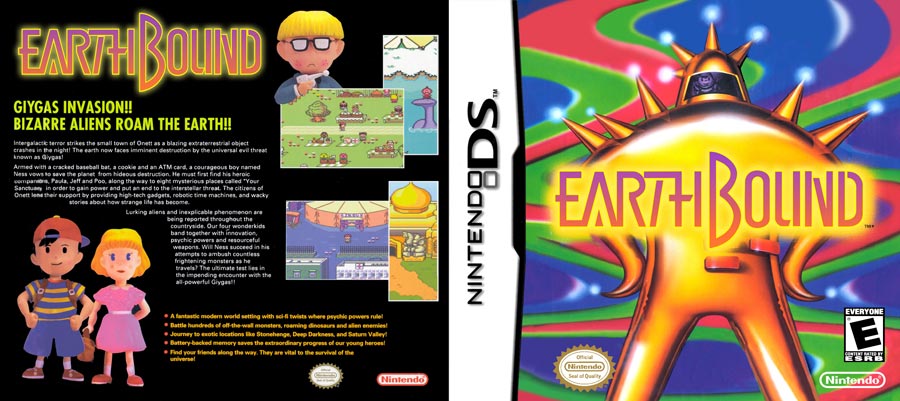 EARTHBOUND
GIYGAS INVASION!!
BIZARRE ALIENS ROAM THE EARTH!!
Intergalactic terror strikes the small town of Onett as a blazing extraterrestrial object
crashes in the night! The earth now faces imminent destruction by the universal evil threat
known as Giygas!
Armed with a cracked baseball bat, a cookie and an ATM card, a courageous boy named
Ness vows to save the planet from hideous destruction. He must first find his heroic
companions, Paula, Jeff and Poo, along the way to eight mysterious places called "Your
Sanctuary in order to gain power and put an end to the interstellar threat. The citizens of
Onett lend their support by providing high-tech gadgets, robotic time machines, and wacky
stories about how strange life has become.
Lurking aliens and inexplicable phenomenon are
being reported throughout the
countryside. Our four wonderkids
band together with innovation,
psychic powers and resourceful
weapons. Will Ness succeed in his
attempts to ambush countless
frightening monsters as he
travels? The ultimate test lies in
the impending encounter with the
all-powerful Giygas!!
• A fantastic modern world setting with sci-fi twists where psychic powers rule!
• Battle hundreds of off-the-wall monsters, roaming dinosaurs and alien enemies!
• Journey to exotic locations like Stonehenge, Deep Darkness, and Saturn Valley!
• Battery-backed memory saves the extraordinary progress of our young heroes!
• Find your friends along the way. They are vital to the survival of the
universe!
Official
Nintendo
Seal of Quality
Nintendo
NINTENDO DS™
EARTHBOUND
Official
Nintendo
Seal of Quality
EVERYONE
E
CONTENT RATED BY
ESRB
Nintendo